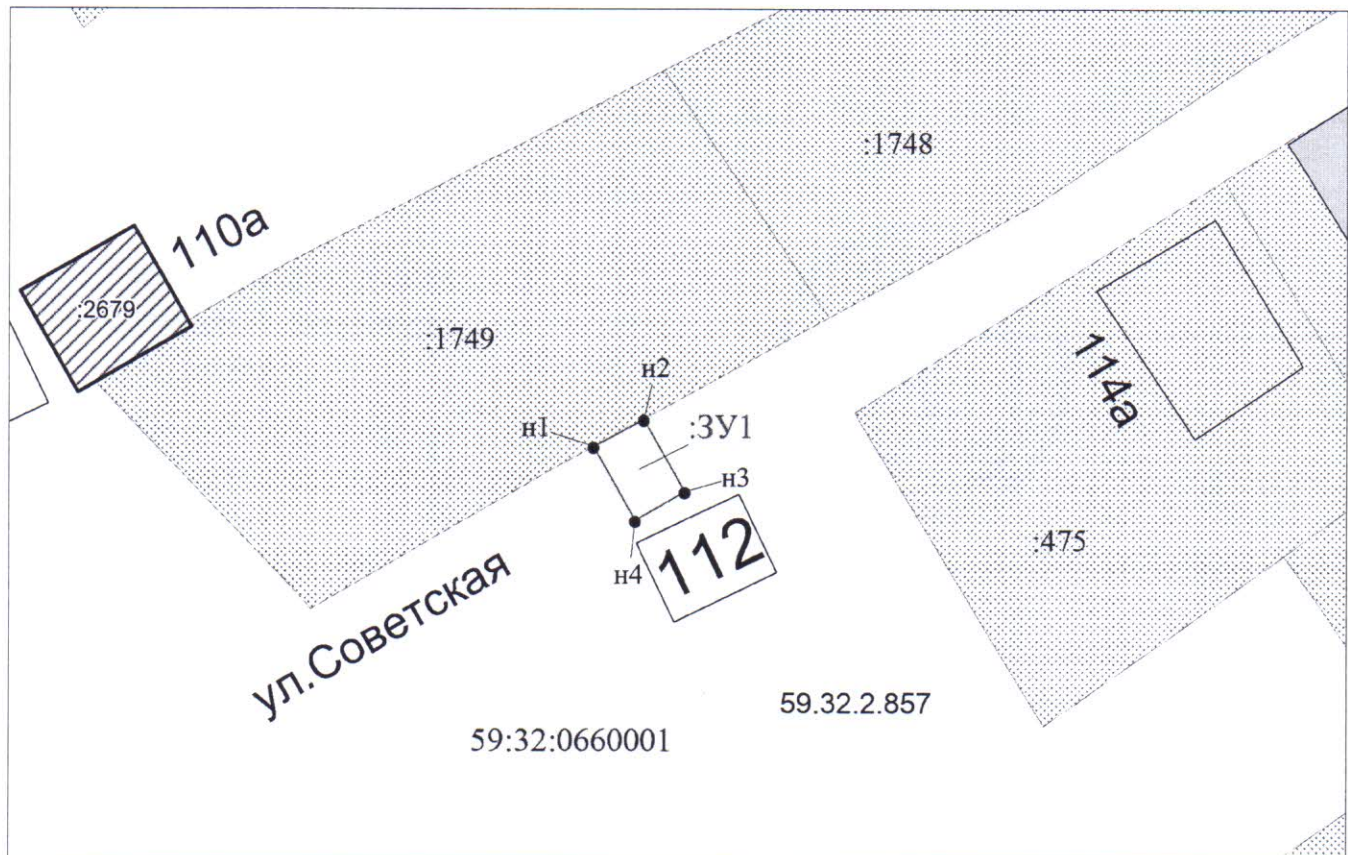 :1748
110а
:2679
:1749
114а
н2
н1
:ЗУ1
н3
:475
112
н4
ул.Советская
59.32.2.857
59:32:0660001